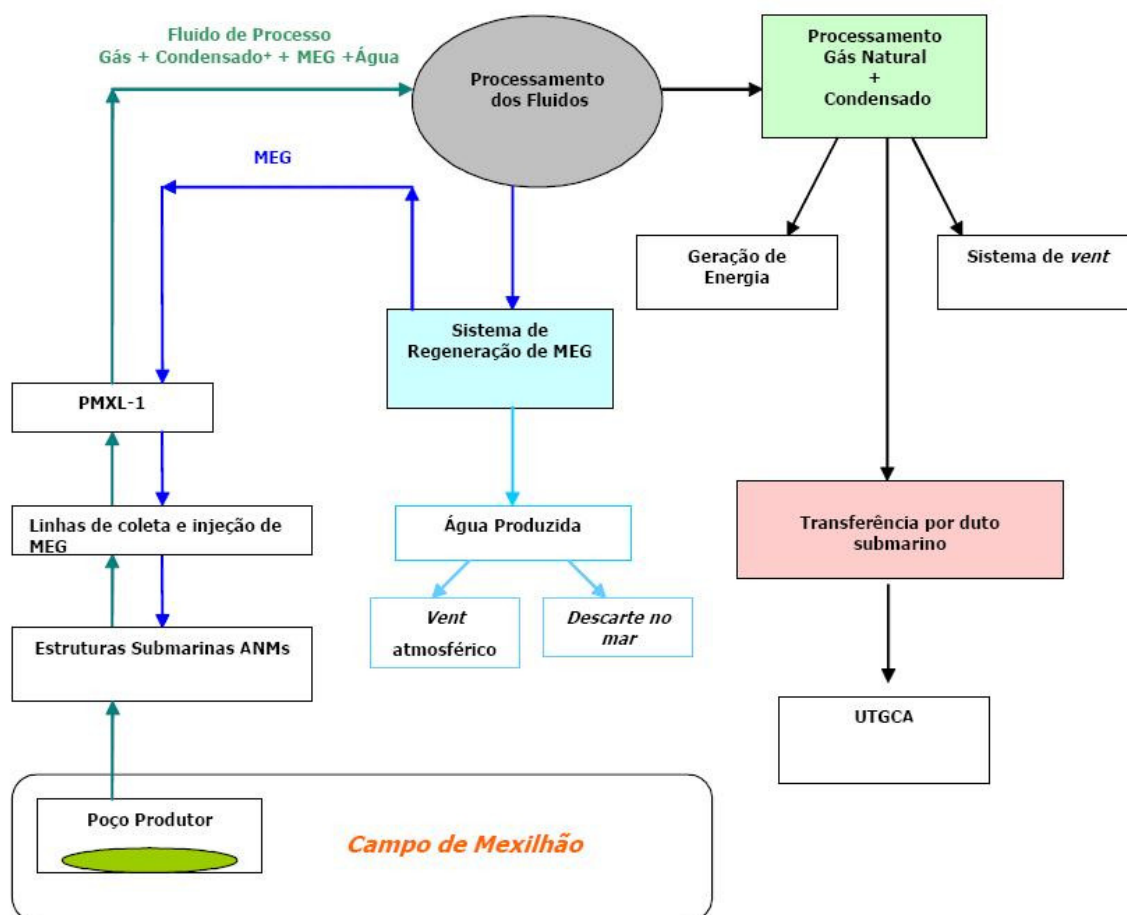 Fluido de Processo
Gás + Condensado⁺ + MEG +Água
Processamento
dos Fluidos
Processamento
Gás Natural
+
Condensado
MEG
Geração de
Energia
Sistema de vent
Sistema de
Regeneração de MEG
PMXL-1
Linhas de coleta e injeção de
MEG
Água Produzida
Transferência por duto
submarino
Vent
atmosférico
Descarte no
mar
Estruturas Submarinas ANMs
UTGCA
Poço Produtor
Campo de Mexilhão